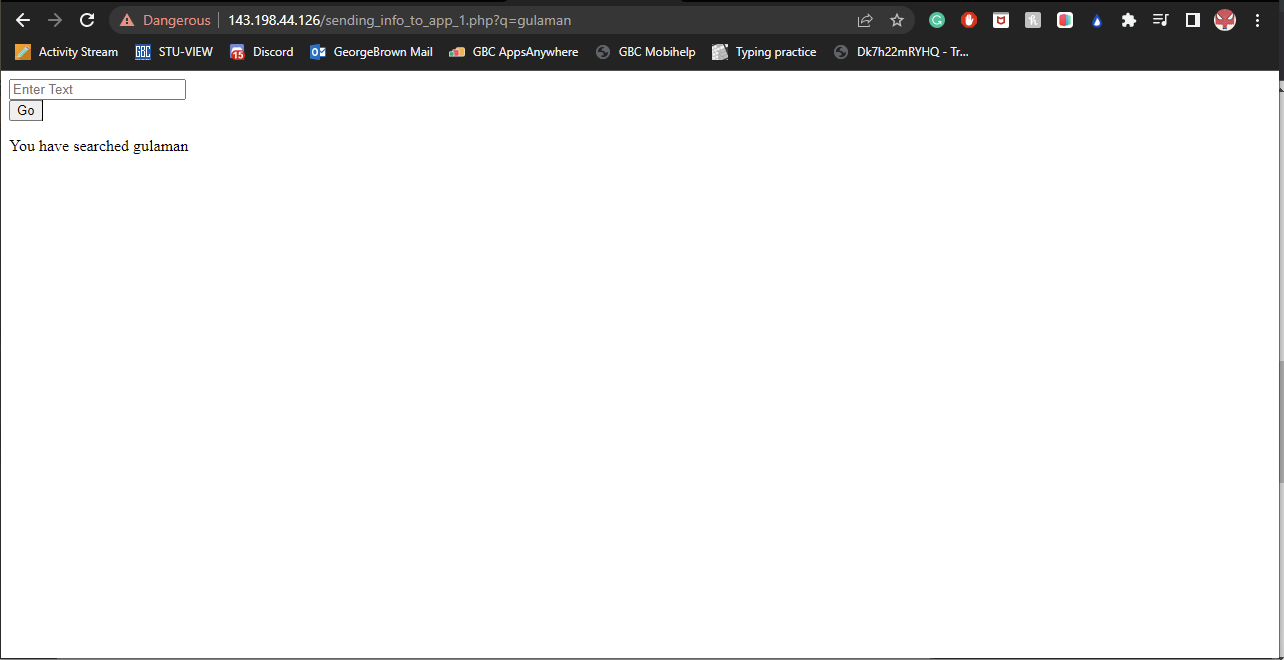 Dangerous 143.198.44.126/sending_info_to_app_1.php?q=gulaman
Activity Stream GBC STU-VIEW 15 Discord GeorgeBrown Mail GBC AppsAnywhere GBC Mobihelp Typing practice Dk7h22mRYHQ - Tr...
Enter Text
Go
You have searched gulaman